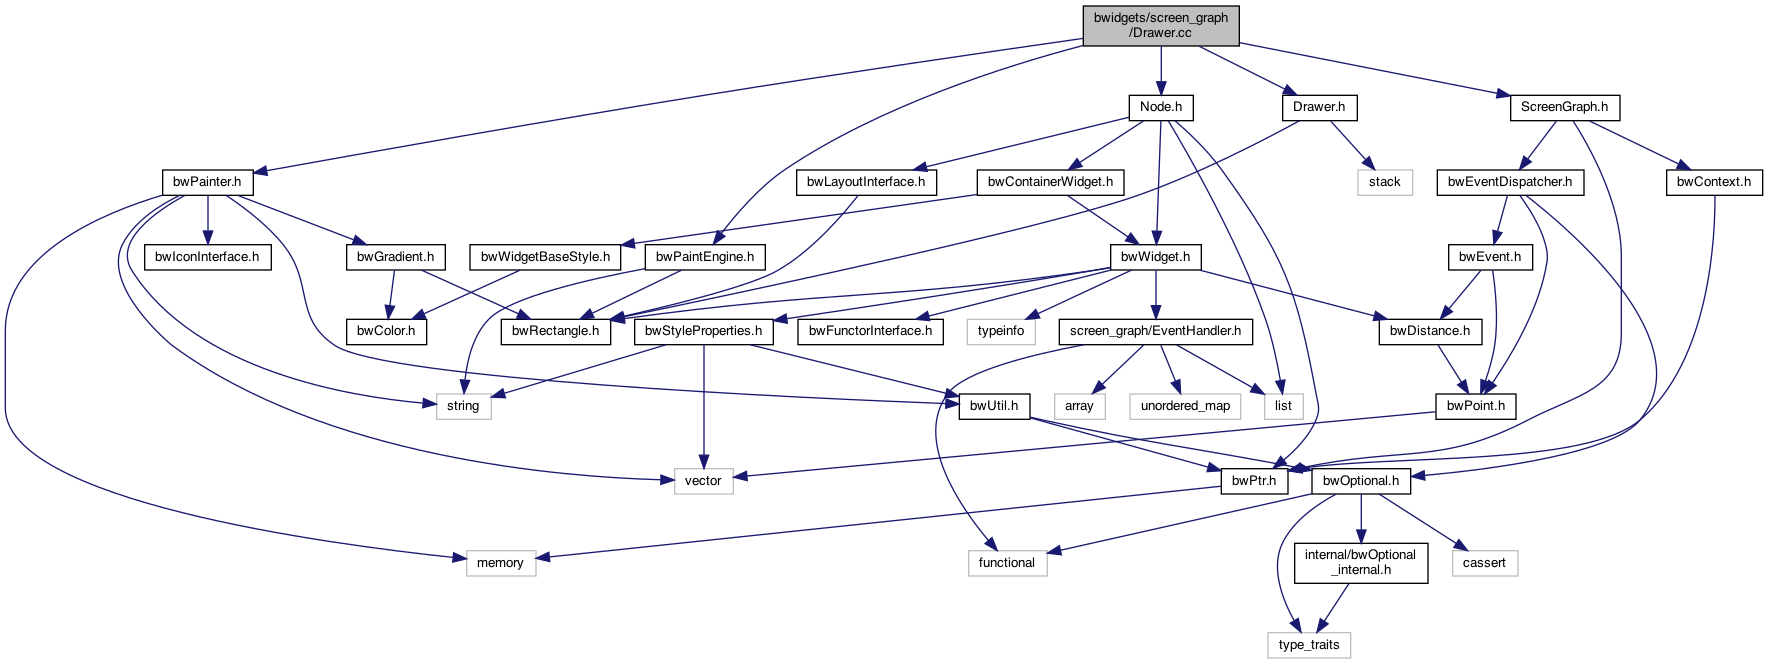 bwidgets/screen_graph
/Drawer.cc
Node.h
Drawer.h
ScreenGraph.h
bwPainter.h
bwLayoutInterface.h
bwContainerWidget.h
stack
bwEventDispatcher.h
bwContext.h
bwIconInterface.h
bwGradient.h
bwWidgetBaseStyle.h
bwPaintEngine.h
bwWidget.h
bwEvent.h
bwColor.h
bwRectangle.h
bwStyleProperties.h
bwFunctorInterface.h
typeinfo
screen_graph/EventHandler.h
bwDistance.h
string
bwUtil.h
array
unordered_map
list
bwPoint.h
vector
bwPtr.h
bwOptional.h
memory
functional
internal/bwOptional
_internal.h
cassert
type_traits